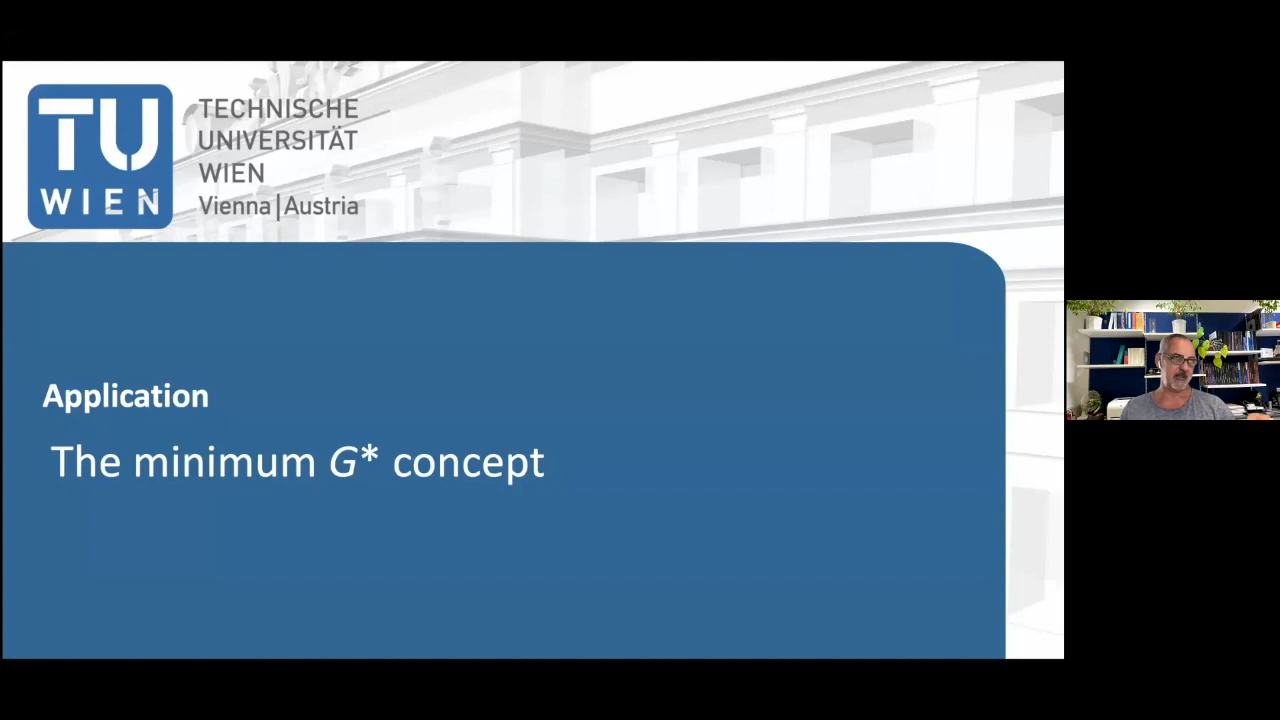 TU
WIEN
TECHNISCHE
UNIVERSITÄT
WIEN
Vienna|Austria
Application
The minimum G* concept